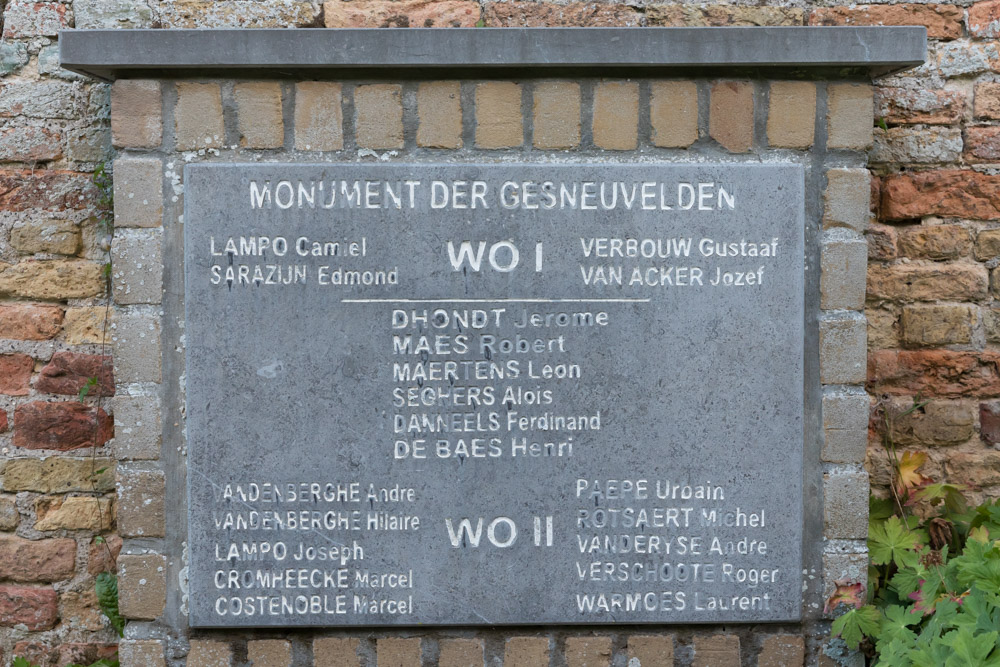 MONUMENT DER GESNEUVELDEN
WO I
LAMPO Camiel
SARAZIJN Edmond
VERBOUW Gustaaf
VAN ACKER Jozef
DHONDT Jerome
MAES Robert
MAERTENS Leon
SEGHERS Alois
DANNEELS Ferdinand
DE BAES Henri
WO II
VANDENBERGHE Andre
VANDENBERGHE Hilaire
LAMPO Joseph
CROMHEECKE Marcel
COSTENOBLE Marcel
PAEPE Urbain
ROTSAERT Michel
VANDERYSE Andre
VERSCHOOTE Roger
WARMOES Laurent